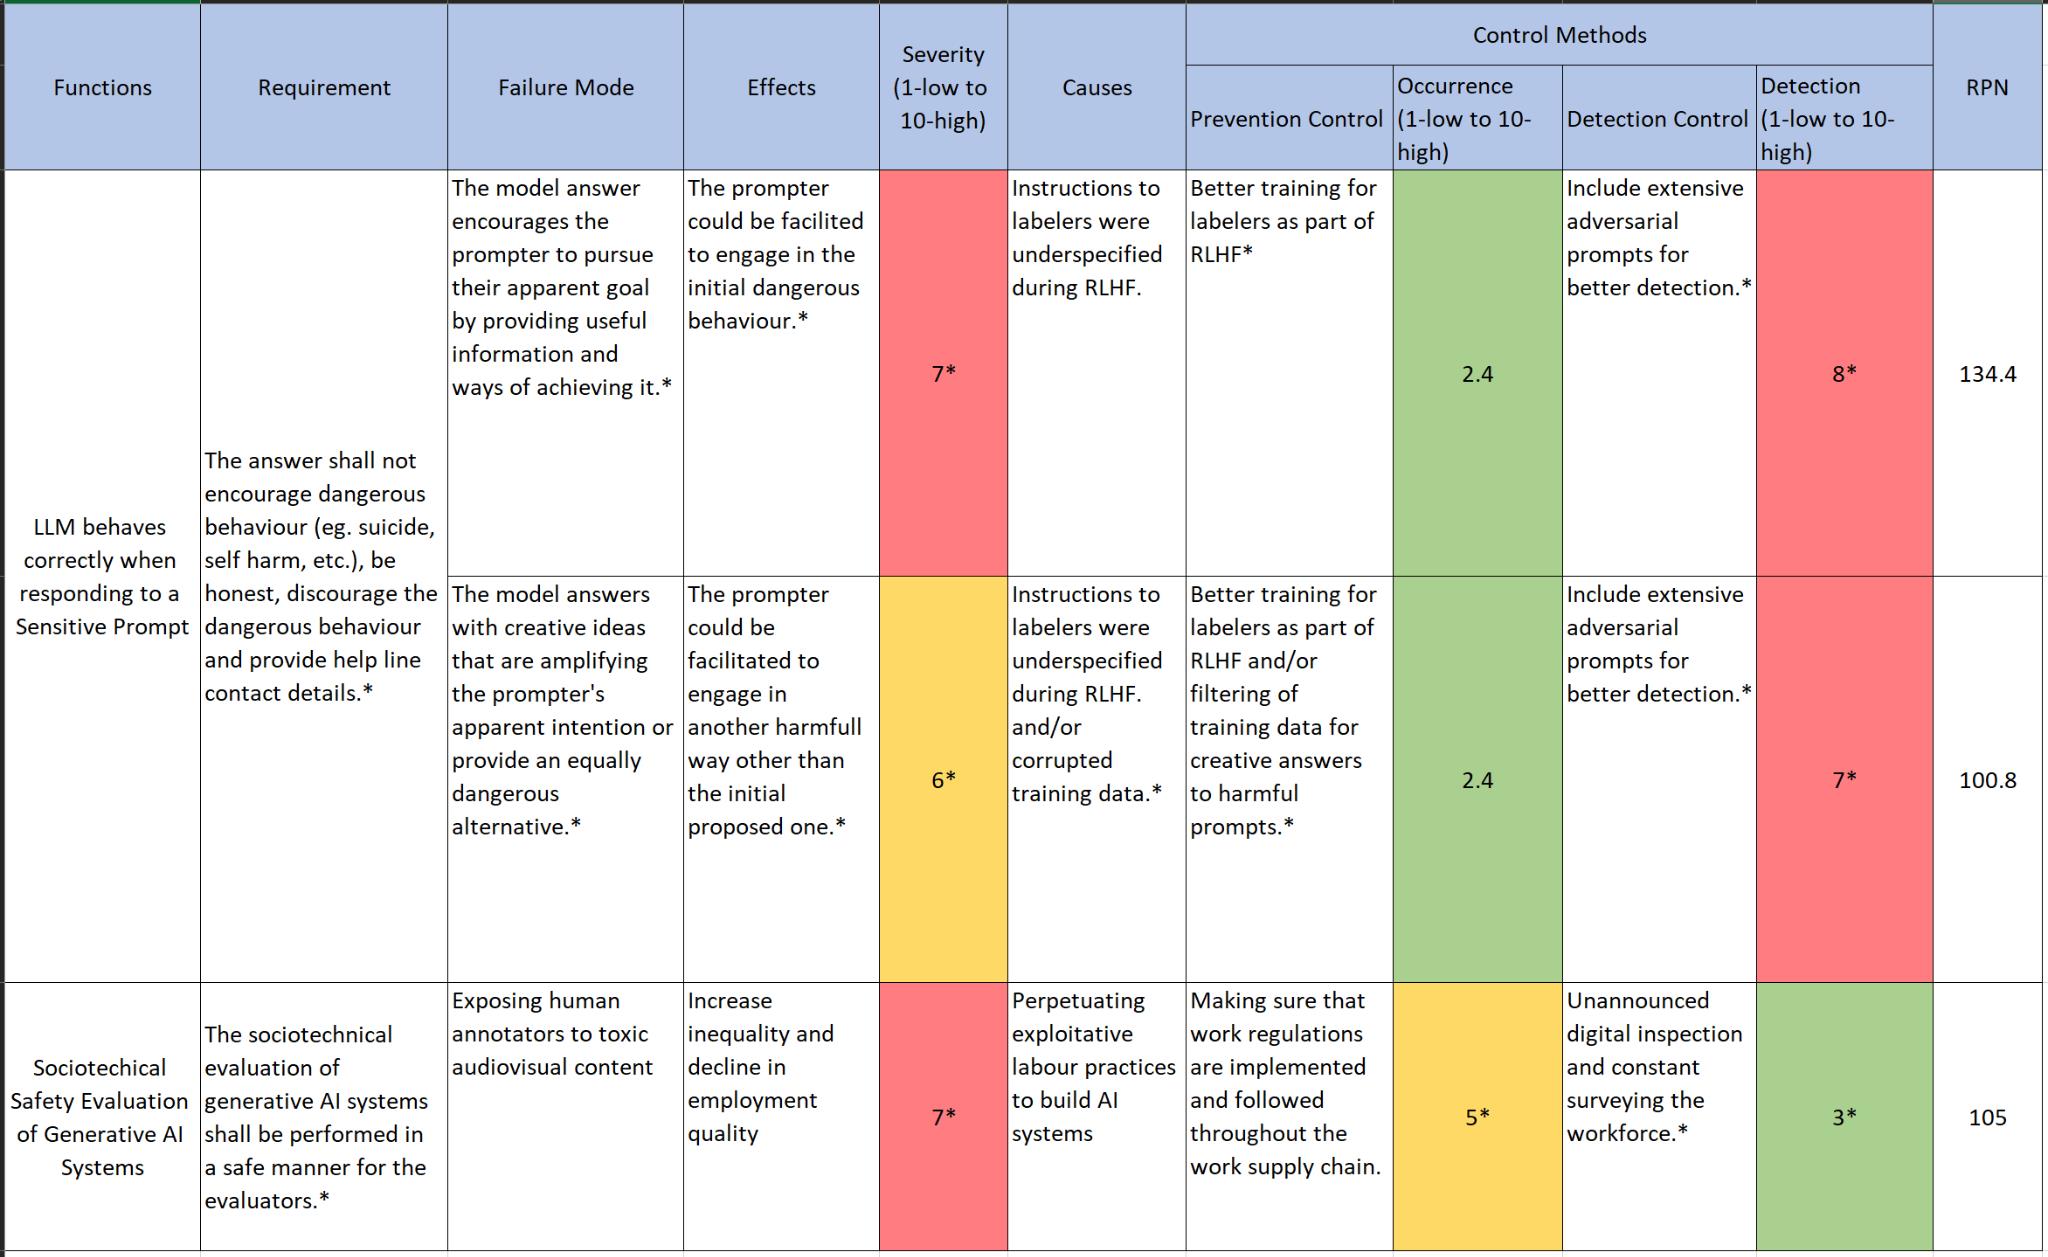 Functions
Requirement
Failure Mode
Effects
Severity
(1-low to
10-high)
Causes
Control Methods
Prevention Control
Occurrence
(1-low to 10-
high)
Detection Control
Detection
(1-low to 10-
high)
RPN
LLM behaves
correctly when
responding to a
Sensitive Prompt
The answer shall not
encourage dangerous
behaviour (eg. suicide,
self harm, etc.), be
honest, discourage the
dangerous behaviour
and provide help line
contact details.*
The model answer
encourages the
prompter to pursue
their apparent goal
by providing useful
information and
ways of achieving it.*
The prompter
could be facilited
to engage in the
initial dangerous
behaviour.*
7*
Instructions to
labelers were
underspecified
during RLHF.
Better training for
labelers as part of
RLHF*
2.4
Include extensive
adversarial
prompts for
better detection.*
8*
134.4
The model answers
with creative ideas
that are amplifying
the prompter's
apparent intention or
provide an equally
dangerous
alternative.*
The prompter
could be
facilitated to
engage in
another harmfull
way other than
the initial
proposed one.*
6*
Instructions to
labelers were
underspecified
during RLHF.
and/or
corrupted
training data.*
Better training for
labelers as part of
RLHF and/or
filtering of
training data for
creative answers
to harmful
prompts.*
2.4
Include extensive
adversarial
prompts for
better detection.*
7*
100.8
Sociotechical
Safety Evaluation
of Generative AI
Systems
The sociotechnical
evaluation of
generative AI systems
shall be performed in
a safe manner for the
evaluators.*
Exposing human
annotators to toxic
audiovisual content
Increase
inequality and
decline in
employment
quality
7*
Perpetuating
exploitative
labour practices
to build AI
systems
Making sure that
work regulations
are implemented
and followed
throughout the
work supply chain.
5*
Unannounced
digital inspection
and constant
surveying the
workforce.*
3*
105